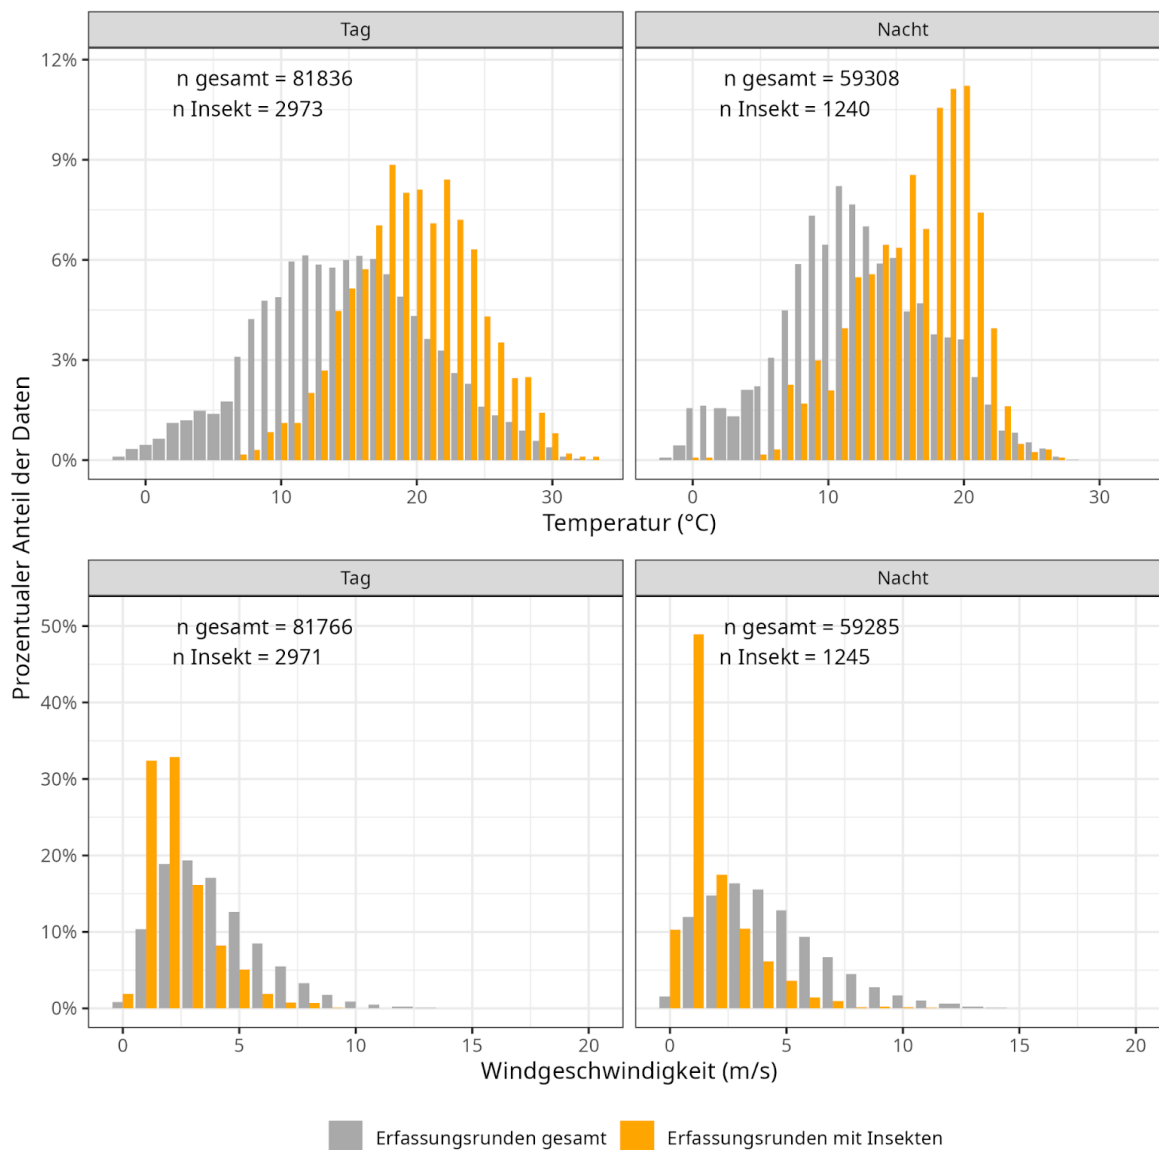 Tag
Nacht
12%
9%
6%
3%
0%
n gesamt = 81836
n Insekt = 2973
n gesamt = 59308
n Insekt = 1240
0 10 20 30
0 10 20 30
Temperatur (°C)
Prozentualer Anteil der Daten
Tag
Nacht
50%
40%
30%
20%
10%
0%
n gesamt = 81766
n Insekt = 2971
n gesamt = 59285
n Insekt = 1245
0 5 10 15 20
0 5 10 15 20
Windgeschwindigkeit (m/s)
Erfassungsrunden gesamt
Erfassungsrunden mit Insekten